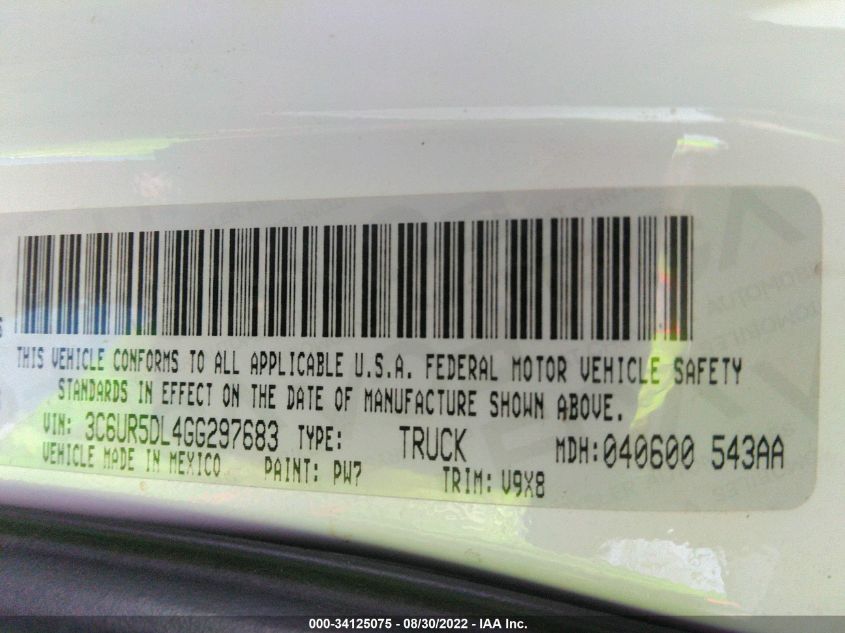 THIS VEHICLE CONFORMS TO ALL APPLICABLE U.S.A. FEDERAL MOTOR VEHICLE SAFETY
STANDARDS IN EFFECT ON THE DATE OF MANUFACTURE SHOWN ABOVE.
VIN: 3C6UR5DL4GG297683 TYPE: TRUCK MDH:040600 543AA
VEHICLE MADE IN MEXICO PAINT: PW7 TRIM: V9X8
000-34125075 - 08/30/2022 - IAA Inc.